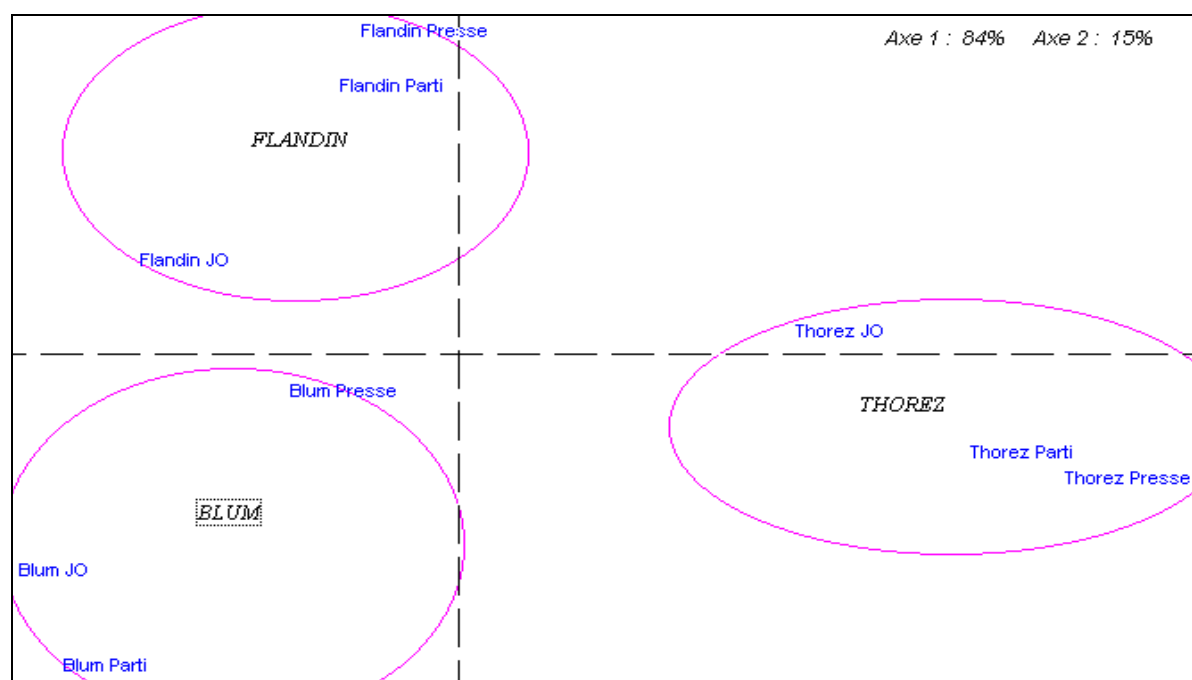 Flandin Presse
Axe 1 : 84% Axe 2 : 15%
Flandin Parti
FLANDIN
Flandin JO
Thorez JO
Blum Presse
THOREZ
Thorez Parti
Thorez Presse
BLUM
Blum JO
Blum Parti